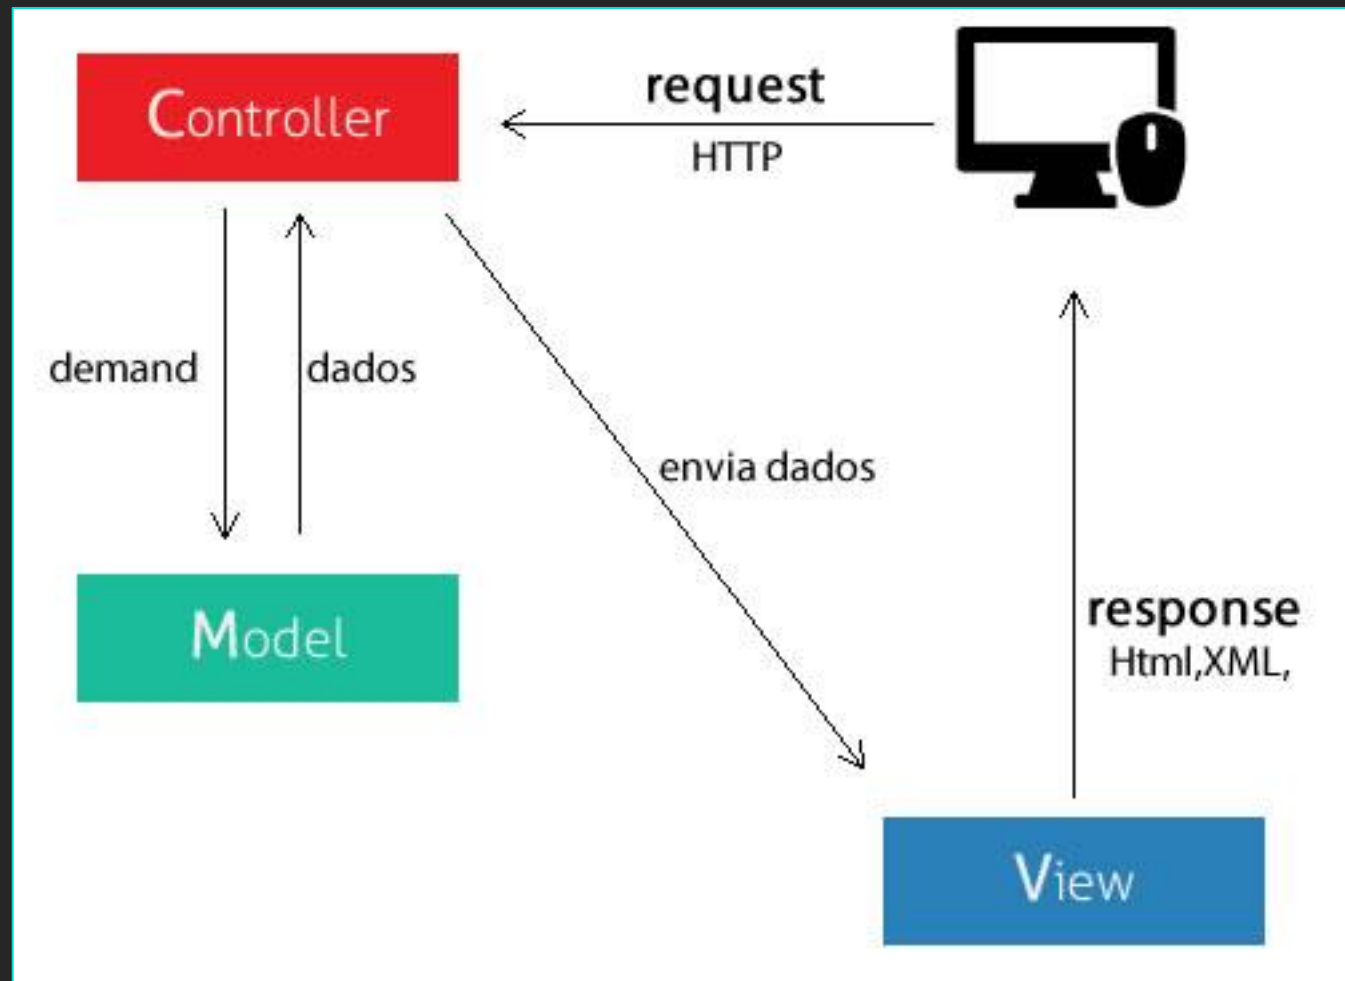 Controller
request
HTTP
demand
dados
envia dados
Model
response
Html,XML,
View